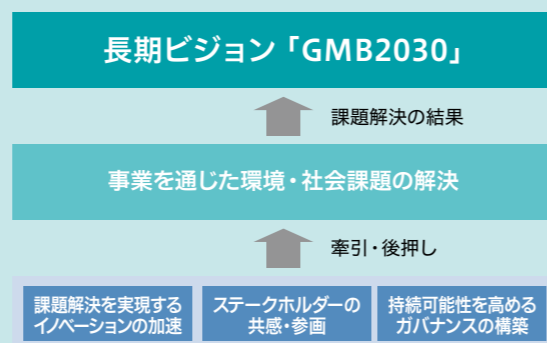 長期ビジョン「GMB2030」
課題解決の結果
事業を通じた環境・社会課題の解決
牽引・後押し
課題解決を実現する
イノベーションの加速
ステークホルダーの
共感・参画
持続可能性を高める
ガバナンスの構築